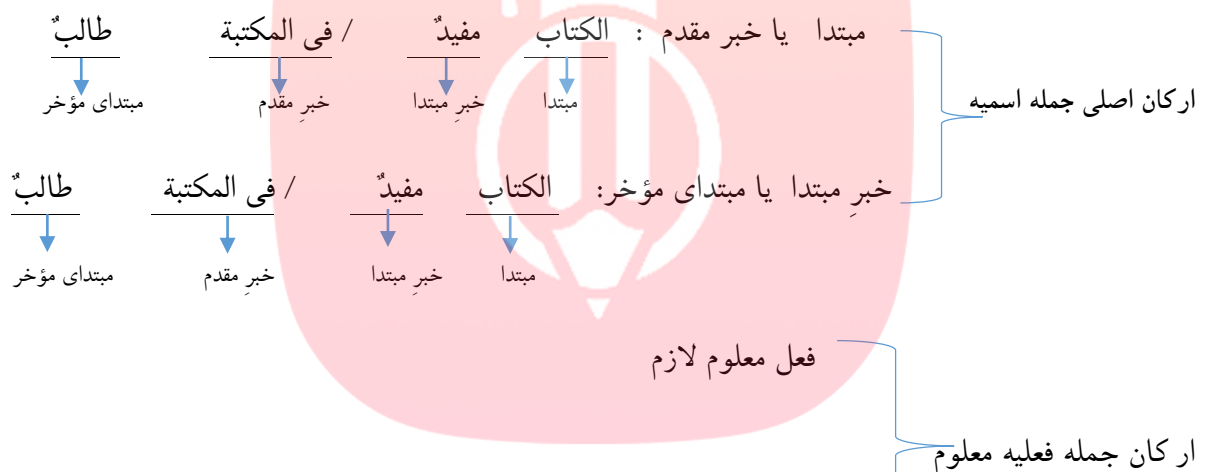 مبتدا یا خبر مقدم : الکتاب مفیدٌ / فی المکتبة طالبٌ
مبتدا خبرِ مبتدا خبرِ مقدم مبتدای مؤخر
ارکان اصلی جمله اسمیه
خبرِ مبتدا یا مبتدای مؤخر: الکتاب مفیدٌ / فی المکتبة طالبٌ
مبتدا خبرِ مبتدا خبرِ مقدم مبتدای مؤخر
فعل معلوم لازم
ار کان جمله فعلیه معلوم